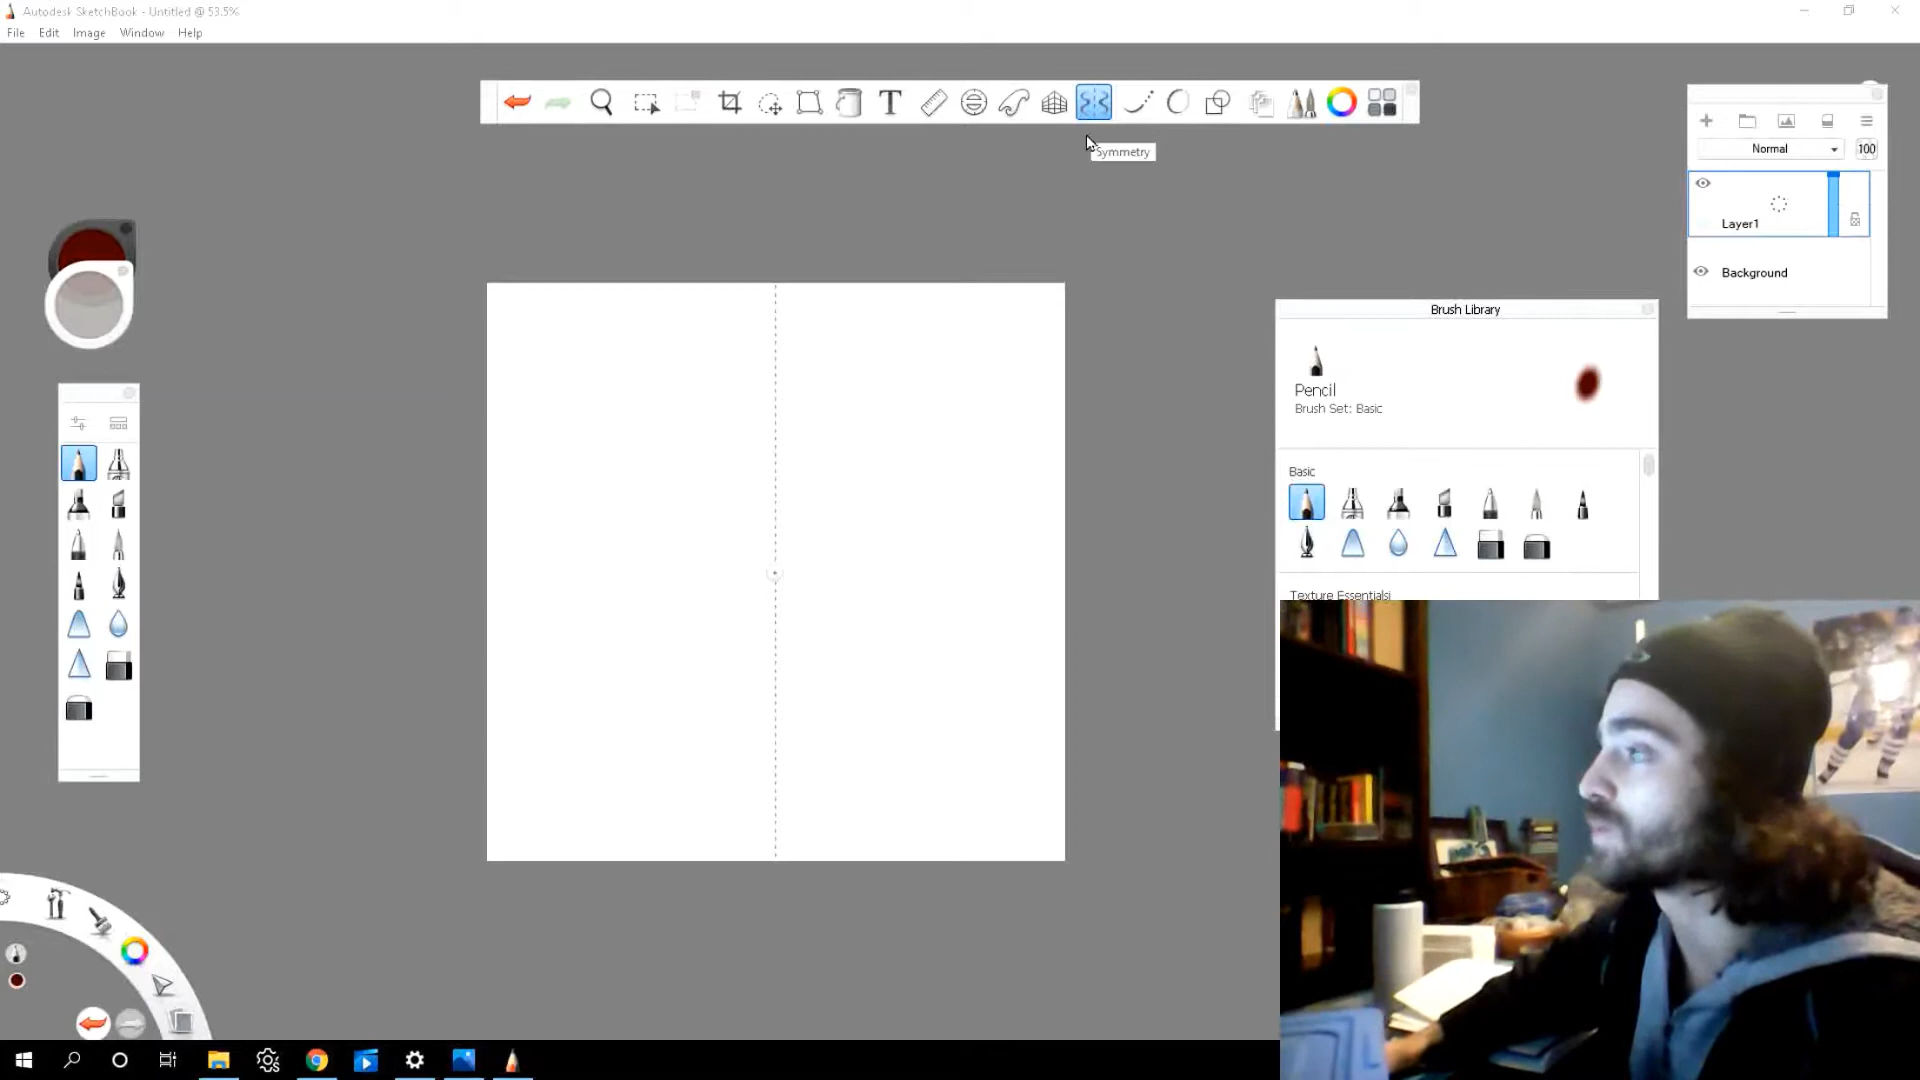 Autodesk SketchBook - Untitled @ 53.5%
File Edit Image Window Help
T
Symmetry
Normal 100
Layer1
Background
Brush Library
Pencil
Brush Set: Basic
Basic
Texture Essentials